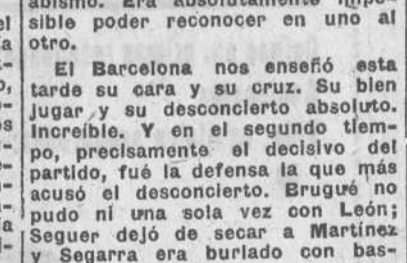 abismo. Era absolutamente impo-
sible poder reconocer en uno al
otro.
El Barcelona nos enseñó esta
tarde su cara y su cruz. Su bien
jugar y su desconcierto absoluto.
Increíble. Y en el segundo tiem-
po, precisamente el decisivo del
partido, fué la defensa la que más
acusó el desconcierto. Brugué no
pudo ni una sola vez con León;
Seguer dejó de secar a Martínez
y Segarra era burlado con bas-